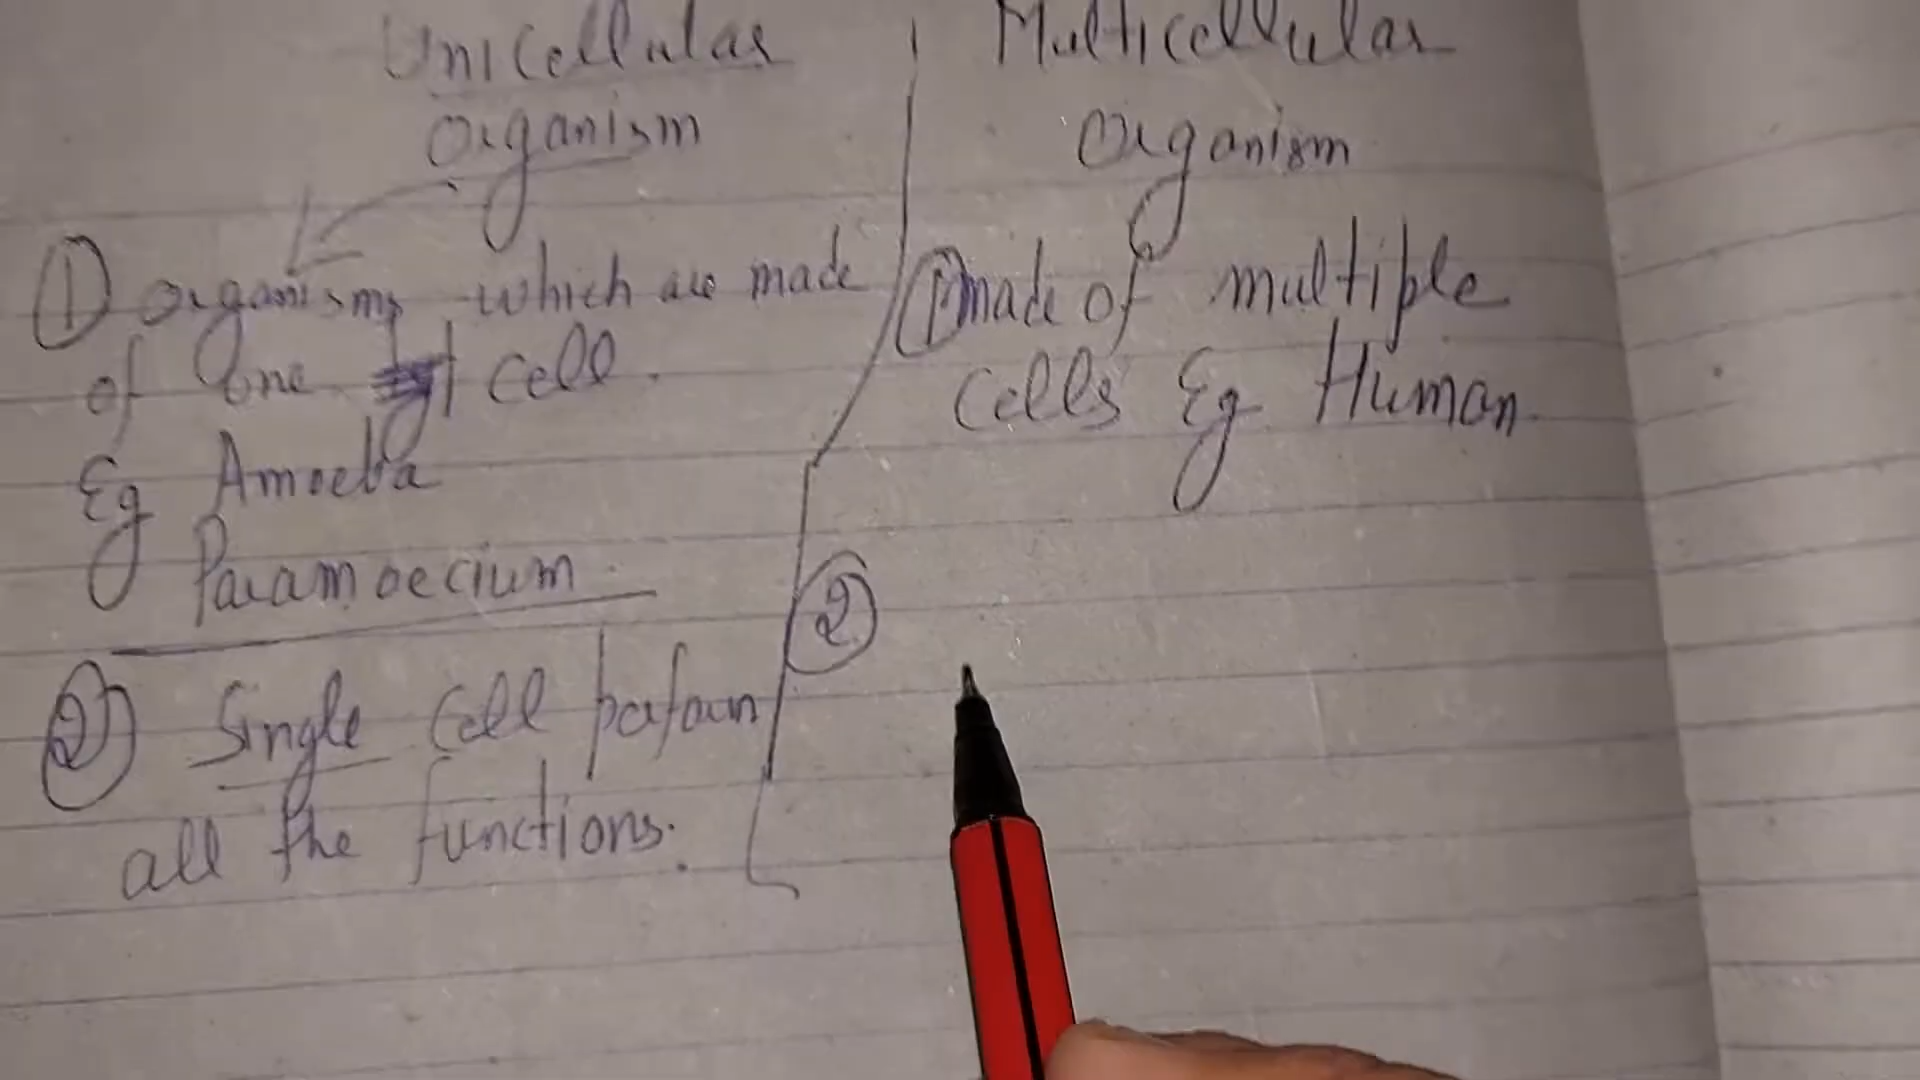 Unicellular
Organism
① Organisms which are made
of one cell.
Eg Amoeba
Paramoecium
② Single cell perform
all the functions.
Multicellular
Organism
① made of multiple
cells Eg Human
②